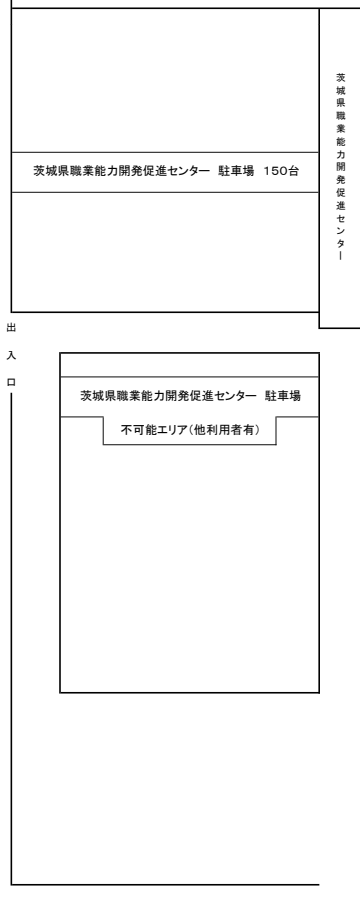 茨城県職業能力開発促進センター
茨城県職業能力開発促進センター 駐車場 150台
出入口
茨城県職業能力開発促進センター 駐車場
不可能エリア(他利用者有)